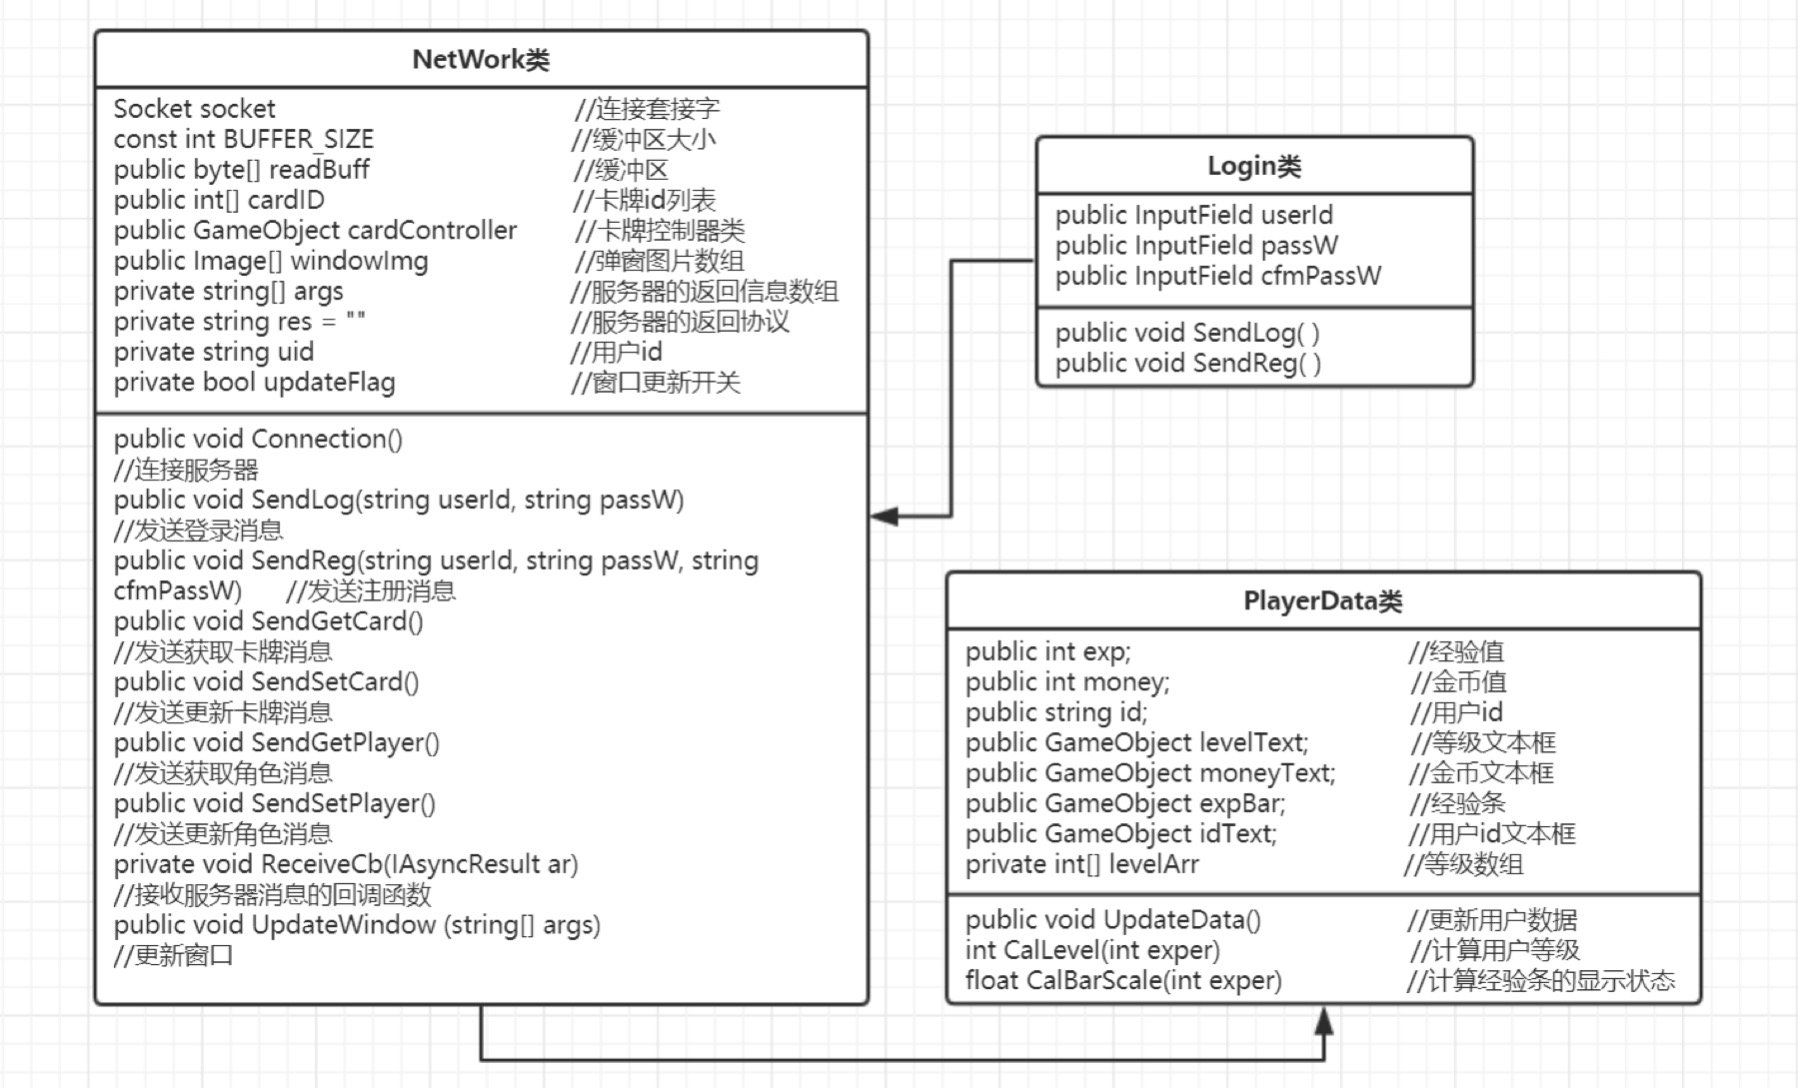 NetWork类
Socket socket //连接套接字
const int BUFFER_SIZE //缓冲区大小
public byte[] readBuff //缓冲区
public int[] cardID //卡牌id列表
public GameObject cardController //卡牌控制器类
public Image[] windowImg //弹窗图片数组
private string[] args //服务器的返回信息数组
private string res = "" //服务器的返回协议
private string uid //用户id
private bool updateFlag //窗口更新开关
public void Connection()
//连接服务器
public void SendLog(string userId, string passW)
//发送登录消息
public void SendReg(string userId, string passW, string
cfmPassW) //发送注册消息
public void SendGetCard()
//发送获取卡牌消息
public void SendSetCard()
//发送更新卡牌消息
public void SendGetPlayer()
//发送获取角色消息
public void SendSetPlayer()
//发送更新角色消息
private void ReceiveCb(IAsyncResult ar)
//接收服务器消息的回调函数
public void UpdateWindow (string[] args)
//更新窗口
Login类
public InputField userId
public InputField passW
public InputField cfmPassW
public void SendLog( )
public void SendReg( )
PlayerData类
public int exp; //经验值
public int money; //金币值
public string id; //用户id
public GameObject levelText; //等级文本框
public GameObject moneyText; //金币文本框
public GameObject expBar; //经验条
public GameObject idText; //用户id文本框
private int[] levelArr //等级数组
public void UpdateData() //更新用户数据
int CalLevel(int exper) //计算用户等级
float CalBarScale(int exper) //计算经验条的显示状态